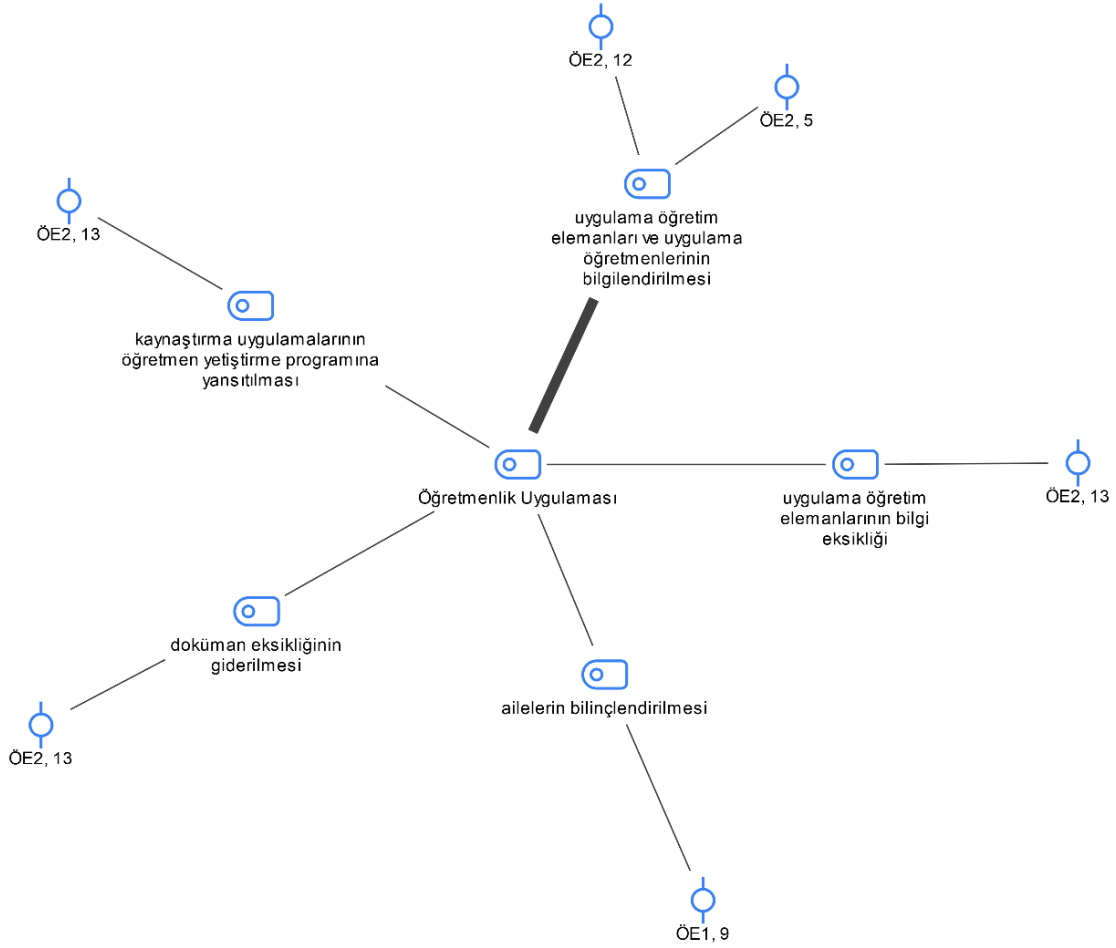 ÖE2, 12
ÖE2, 5
uygulama öğretim
elemanları ve uygulama
öğretmenlerinin
bilgilendirilmesi
ÖE2, 13
kaynaştırma uygulamalarının
öğretmen yetiştirme programına
yansıtılması
Öğretmenlik Uygulaması
uygulama öğretim
elemanlarının bilgi
eksikliği
ÖE2, 13
doküman eksikliğinin
giderilmesi
ailelerin bilinçlendirilmesi
ÖE2, 13
ÖE1, 9